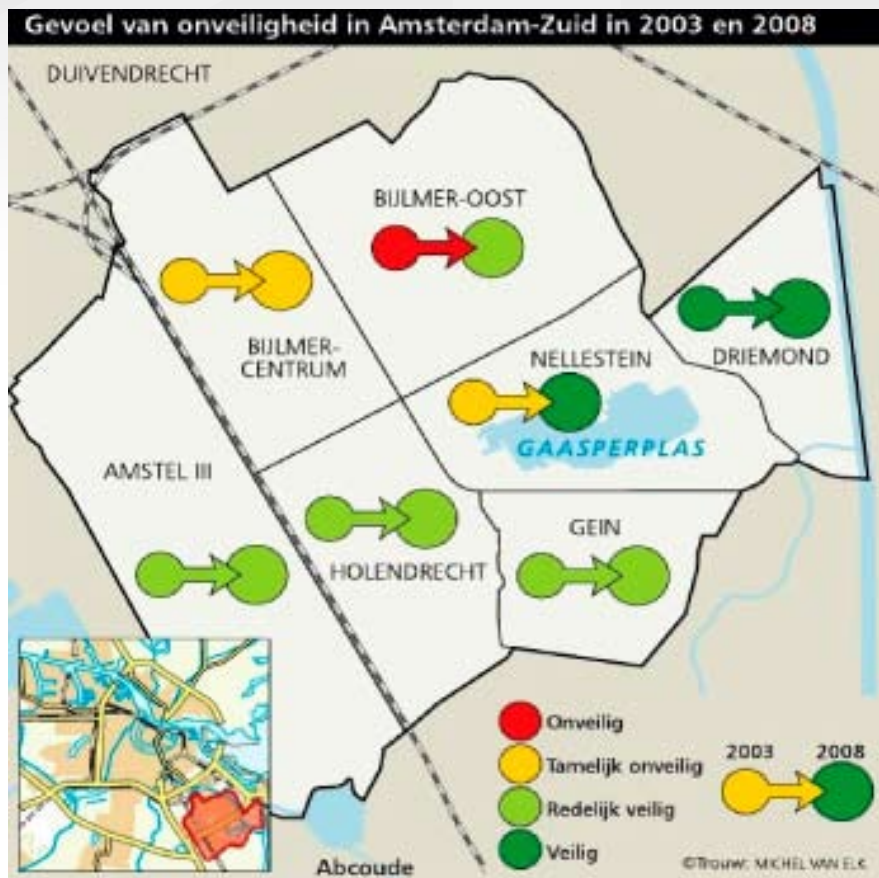 Gevoel van onveiligheid in Amsterdam-Zuid in 2003 en 2008
DUIVENDRECHT
BIJLMER-OOST
BIJLMER-
CENTRUM
NELLESTEIN
DRIEMOND
GAASPERPLAS
AMSTEL III
HOLENDRECHT
GEIN
Onveilig
Tamelijk onveilig
Redelijk veilig
Veilig
2003
2008
Abcoude
©Trouw: MICHEL VAN ELK